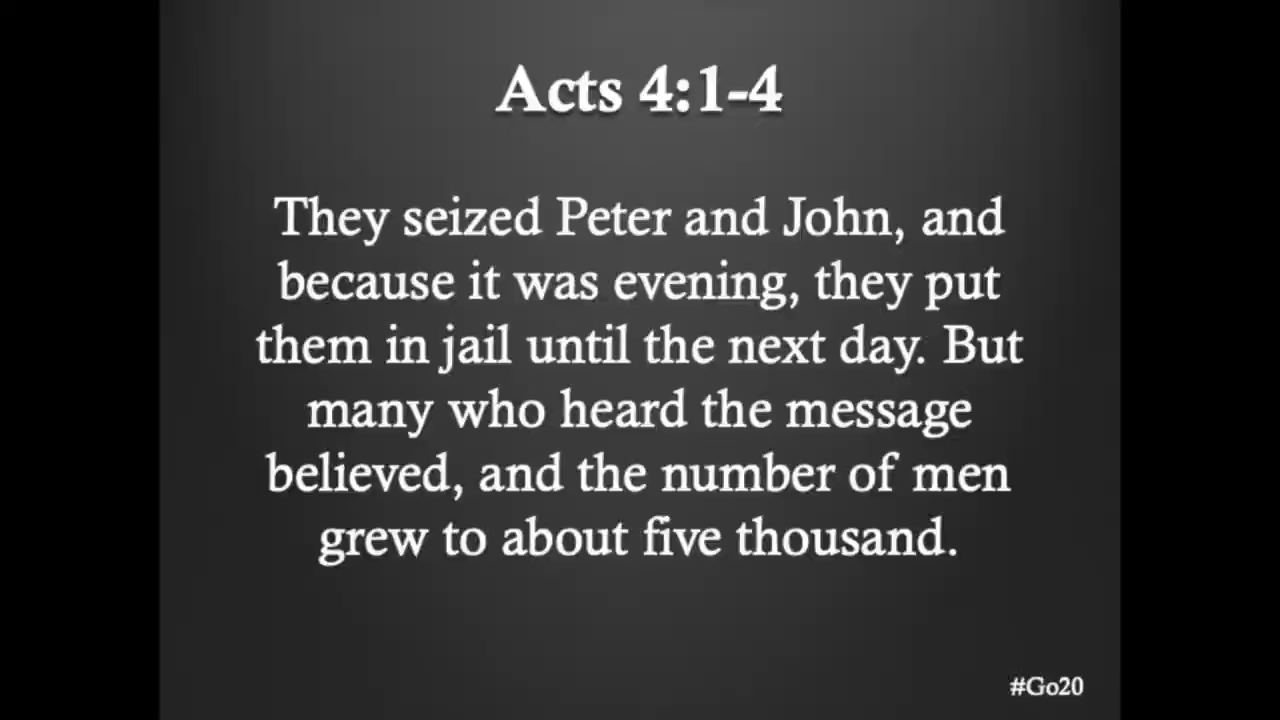 Acts 4:1-4
They seized Peter and John, and
because it was evening, they put
them in jail until the next day. But
many who heard the message
believed, and the number of men
grew to about five thousand.
#Go20